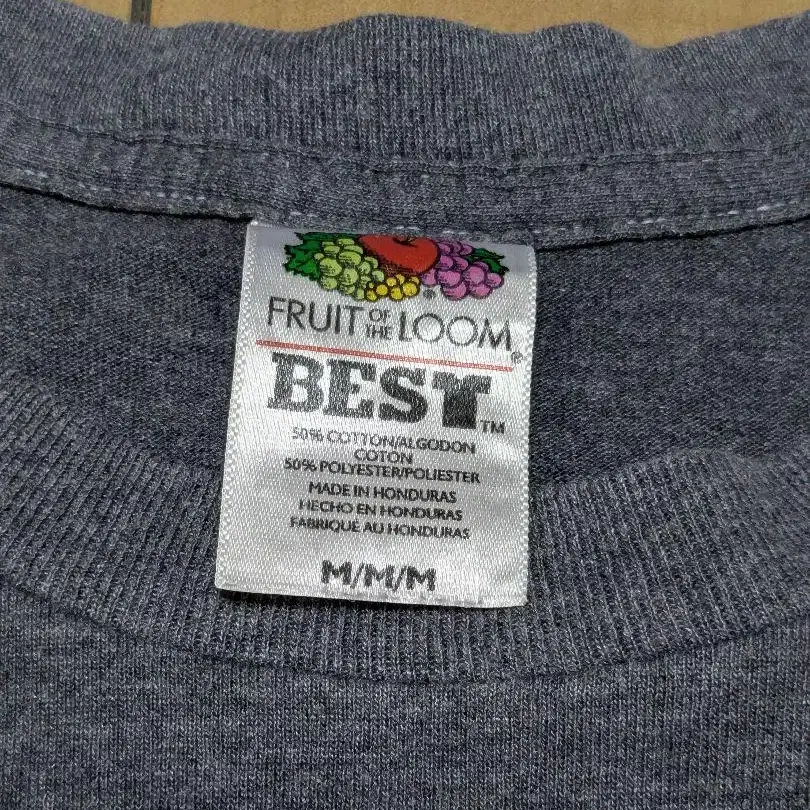 FRUIT OF THE LOOM®
BEST™
50% COTTON/ALGODON
COTON
50% POLYESTER/POLIESTER
MADE IN HONDURAS
HECHO EN HONDURAS
FABRIQUE AU HONDURAS
M/M/M